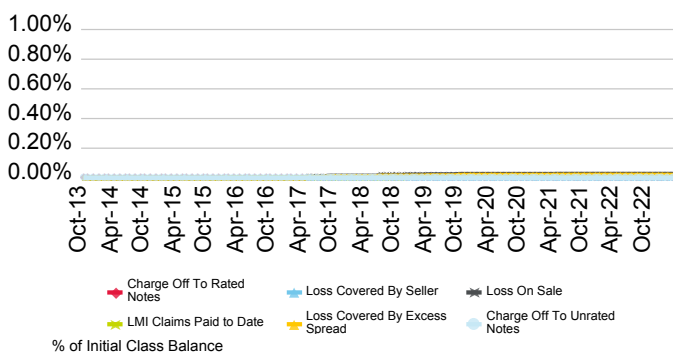 1.00%
0.80%
0.60%
0.40%
0.20%
0.00%
Oct-13
Apr-14
Oct-14
Apr-15
Oct-15
Apr-16
Oct-16
Apr-17
Oct-17
Apr-18
Oct-18
Apr-19
Oct-19
Apr-20
Oct-20
Apr-21
Oct-21
Apr-22
Oct-22
Charge Off To Rated
Notes
Loss Covered By Seller
Loss On Sale
LMI Claims Paid to Date
Loss Covered By Excess
Spread
Charge Off To Unrated
Notes
% of Initial Class Balance